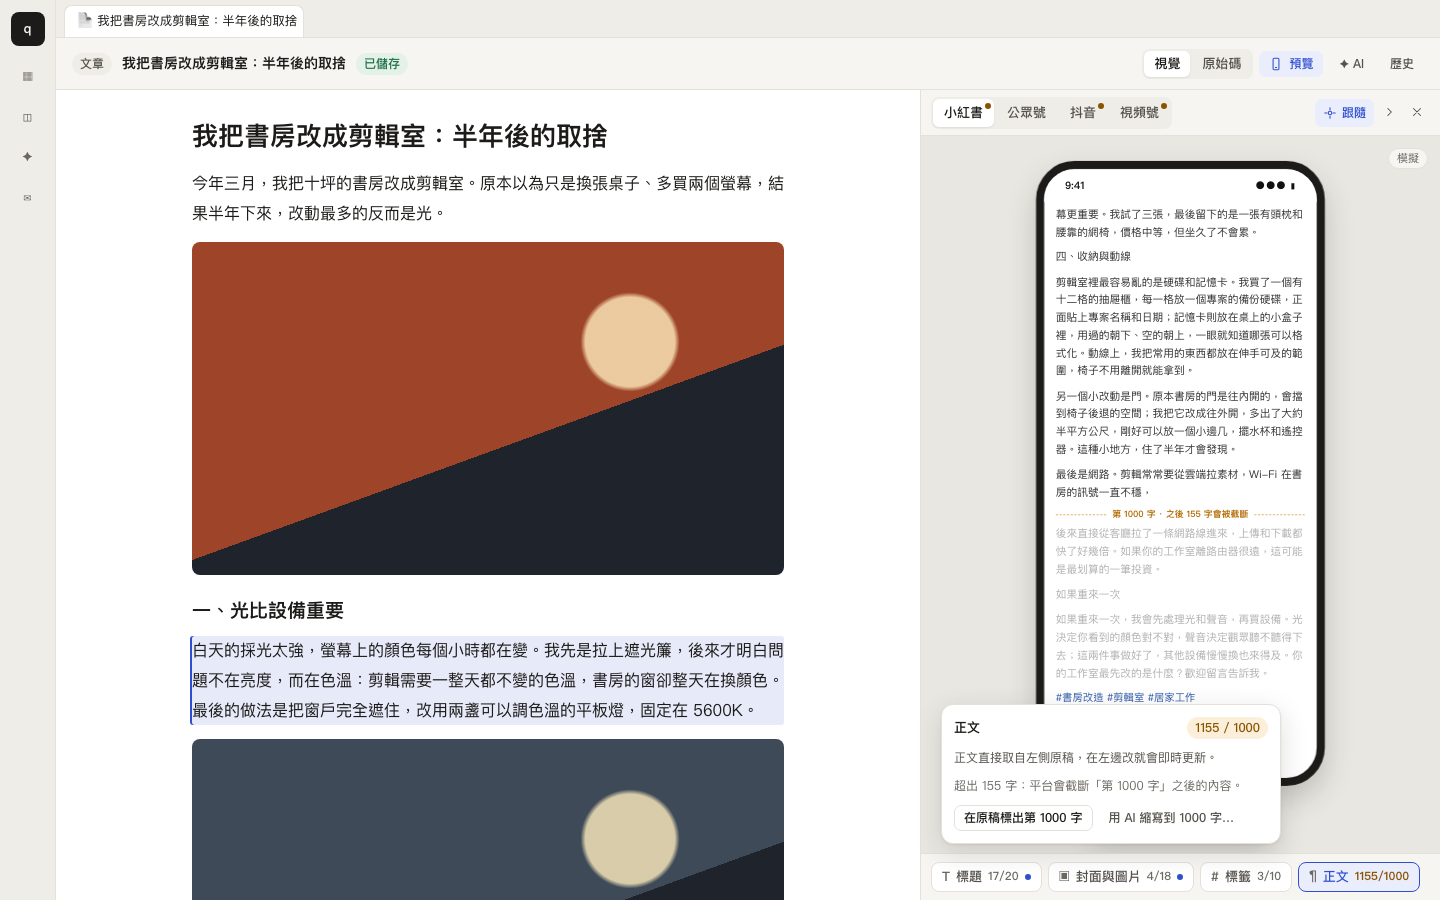 q
我把書房改成剪輯室：半年後的取捨
文章
我把書房改成剪輯室：半年後的取捨
已儲存
視覺
原始碼
預覽
AI
歷史
我把書房改成剪輯室：半年後的取捨
今年三月，我把十坪的書房改成剪輯室。原本以為只是換張桌子、多買兩個螢幕，結
果半年下來，改動最多的反而是光。
一、光比設備重要
白天的採光太強，螢幕上的顏色每個小時都在變。我先是拉上遮光簾，後來才明白問
題不在亮度，而在色溫：剪輯需要一整天都不變的色溫，書房的窗卻整天在換顏色。
最後的做法是把窗戶完全遮住，改用兩盞可以調色溫的平板燈，固定在 5600K。
小紅書
公眾號
抖音
視頻號
跟隨
模擬
9:41
幕更重要。我試了三張，最後留下的是一張有頭枕和
腰靠的網椅，價格中等，但坐久了不會累。
四、收納與動線
剪輯室裡最容易亂的是硬碟和記憶卡。我買了一個有
十二格的抽屜櫃，每一格放一個專案的備份硬碟，正
面貼上專案名稱和日期；記憶卡則放在桌上的小盒子
裡，用過的朝下、空的朝上，一眼就知道哪張可以格
式化。動線上，我把常用的東西都放在伸手可及的範
圍，椅子不用離開就能拿到。
另一個小改動是門。原本書房的門是往內開的，會擋
到椅子後退的空間；我把它改成往外開，多出了大約
半平方公尺，剛好可以放一個小邊几，擺水杯和遙控
器。這種小地方，住了半年才會發現。
最後是網路。剪輯常常要從雲端拉素材，Wi-Fi 在書
房的訊號一直不穩，
第 1000 字 · 之後 155 字會被截斷
後來直接從客廳拉了一條網路線進來，上傳和下載都
快了好幾倍。如果你的工作室離路由器很遠，這可能
是最划算的一筆投資。
如果重來一次
如果重來一次，我會先處理光和聲音，再買設備。光
決定你看到的顏色對不對，聲音決定觀眾聽不聽得下
去；這兩件事做好了，其他設備慢慢換也來得及。你
的工作室最先改的是什麼？歡迎留言告訴我。
#書房改造 #剪輯室 #居家工作
正文
1155 / 1000
正文直接取自左側原稿，在左邊改就會即時更新。
超出 155 字：平台會截斷「第 1000 字」之後的內容。
在原稿標出第 1000 字
用 AI 縮寫到 1000 字…
T 標題 17/20
封面與圖片 4/18
# 標籤 3/10
¶ 正文 1155/1000